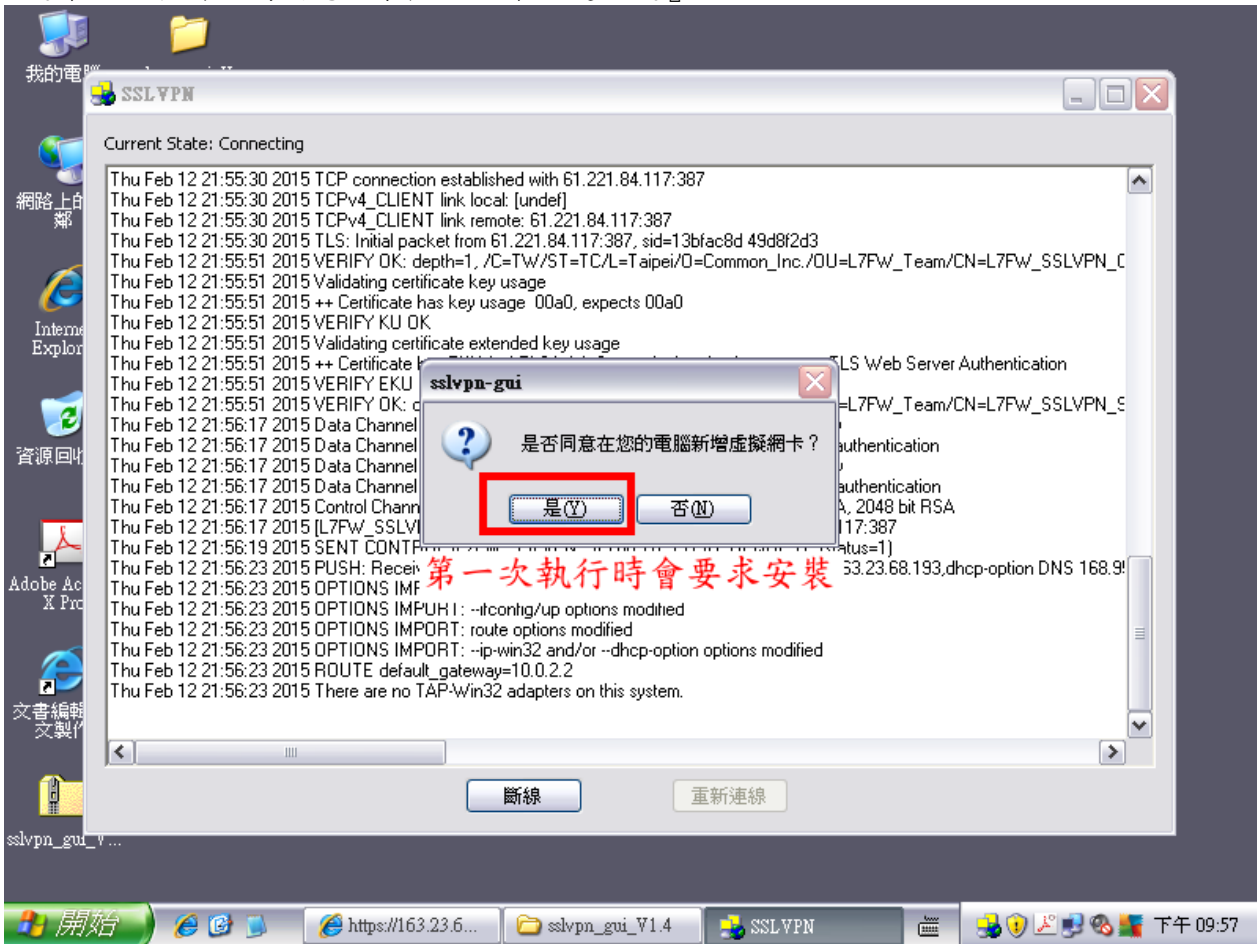 我的電腦
SSLVPN
Current State: Connecting
Thu Feb 12 21:55:30 2015 TCP connection established with 61.221.84.117:387
Thu Feb 12 21:55:30 2015 TCPv4_CLIENT link local: [undef]
Thu Feb 12 21:55:30 2015 TCPv4_CLIENT link remote: 61.221.84.117:387
Thu Feb 12 21:55:30 2015 TLS: Initial packet from 61.221.84.117:387, sid=13bfac8d 49d8f2d3
Thu Feb 12 21:55:51 2015 VERIFY OK: depth=1, /C=TW/ST=TC/L=Taipei/O=Common_Inc./OU=L7FW_Team/CN=L7FW_SSLVPN_C
Thu Feb 12 21:55:51 2015 Validating certificate key usage
Thu Feb 12 21:55:51 2015 ++ Certificate has key usage  00a0, expects 00a0
Thu Feb 12 21:55:51 2015 VERIFY KU OK
Thu Feb 12 21:55:51 2015 Validating certificate extended key usage
Thu Feb 12 21:55:51 2015 ++ Certificate TLS Web Server Authentication
Thu Feb 12 21:55:51 2015 VERIFY EKU
Thu Feb 12 21:55:51 2015 VERIFY OK: =L7FW_Team/CN=L7FW_SSLVPN_S
Thu Feb 12 21:56:17 2015 Data Channel
Thu Feb 12 21:56:17 2015 Data Channel authentication
Thu Feb 12 21:56:17 2015 Data Channel
Thu Feb 12 21:56:17 2015 Data Channel authentication
Thu Feb 12 21:56:17 2015 Control Chann A, 2048 bit RSA
Thu Feb 12 21:56:17 2015 [L7FW_SSLV 117:387
Thu Feb 12 21:56:19 2015 SENT CONTR status=1)
Thu Feb 12 21:56:23 2015 PUSH: Receiv 63.23.68.193,dhcp-option DNS 168.9
Thu Feb 12 21:56:23 2015 OPTIONS IMP
Thu Feb 12 21:56:23 2015 OPTIONS IMPORT: --ifconfig/up options modified
Thu Feb 12 21:56:23 2015 OPTIONS IMPORT: route options modified
Thu Feb 12 21:56:23 2015 OPTIONS IMPORT: --ip-win32 and/or --dhcp-option options modified
Thu Feb 12 21:56:23 2015 ROUTE default_gateway=10.0.2.2
Thu Feb 12 21:56:23 2015 There are no TAP-Win32 adapters on this system.
sslvpn-gui
是否同意在您的電腦新增虛擬網卡？
是(Y)
否(N)
第一次執行時會要求安裝
斷線
重新連線
網路上的
鄰
Interne
Explor
資源回收
Adobe Ac
X Pro
文書編輯
文製作
sslvpn_gui_V...
開始
https://163.23.6...
sslvpn_gui_V1.4
SSLVPN
下午 09:57